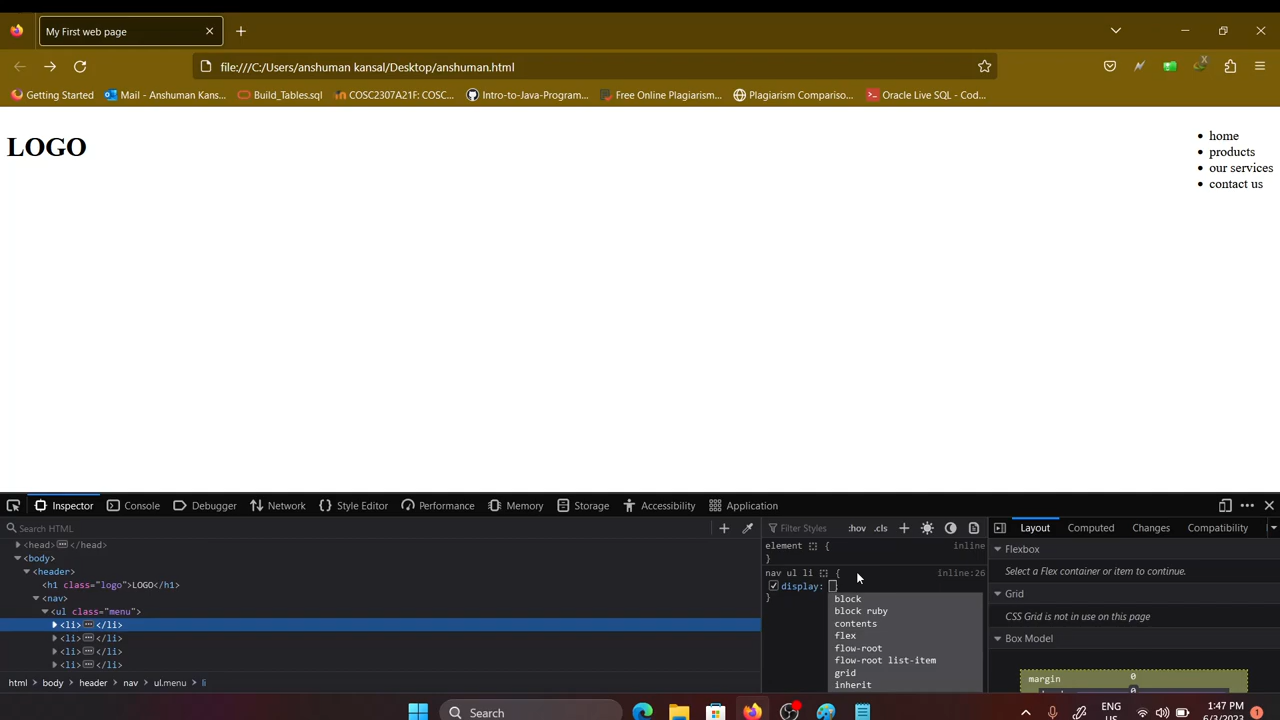 My First web page
file:///C:/Users/anshuman kansal/Desktop/anshuman.html
Getting Started
Mail - Anshuman Kans...
Build_Tables.sql
COSC2307A21F: COSC...
Intro-to-Java-Program...
Free Online Plagiarism...
Plagiarism Compariso...
Oracle Live SQL - Cod...
LOGO
home
products
our services
contact us
Inspector
Console
Debugger
Network
Style Editor
Performance
Memory
Storage
Accessibility
Application
Search HTML
<head> </head>
<body>
<header>
<h1 class="logo">LOGO</h1>
<nav>
<ul class="menu">
<li> </li>
<li> </li>
<li> </li>
<li> </li>
html
body
header
nav
ul.menu
li
Filter Styles
:hov
.cls
element {
inline
}
nav ul li {
inline:26
display:
}
block
block ruby
contents
flex
flow-root
flow-root list-item
grid
inherit
Layout
Computed
Changes
Compatibility
Flexbox
Select a Flex container or item to continue.
Grid
CSS Grid is not in use on this page
Box Model
margin
0
0
Search
ENG
1:47 PM
6/3/2023
1